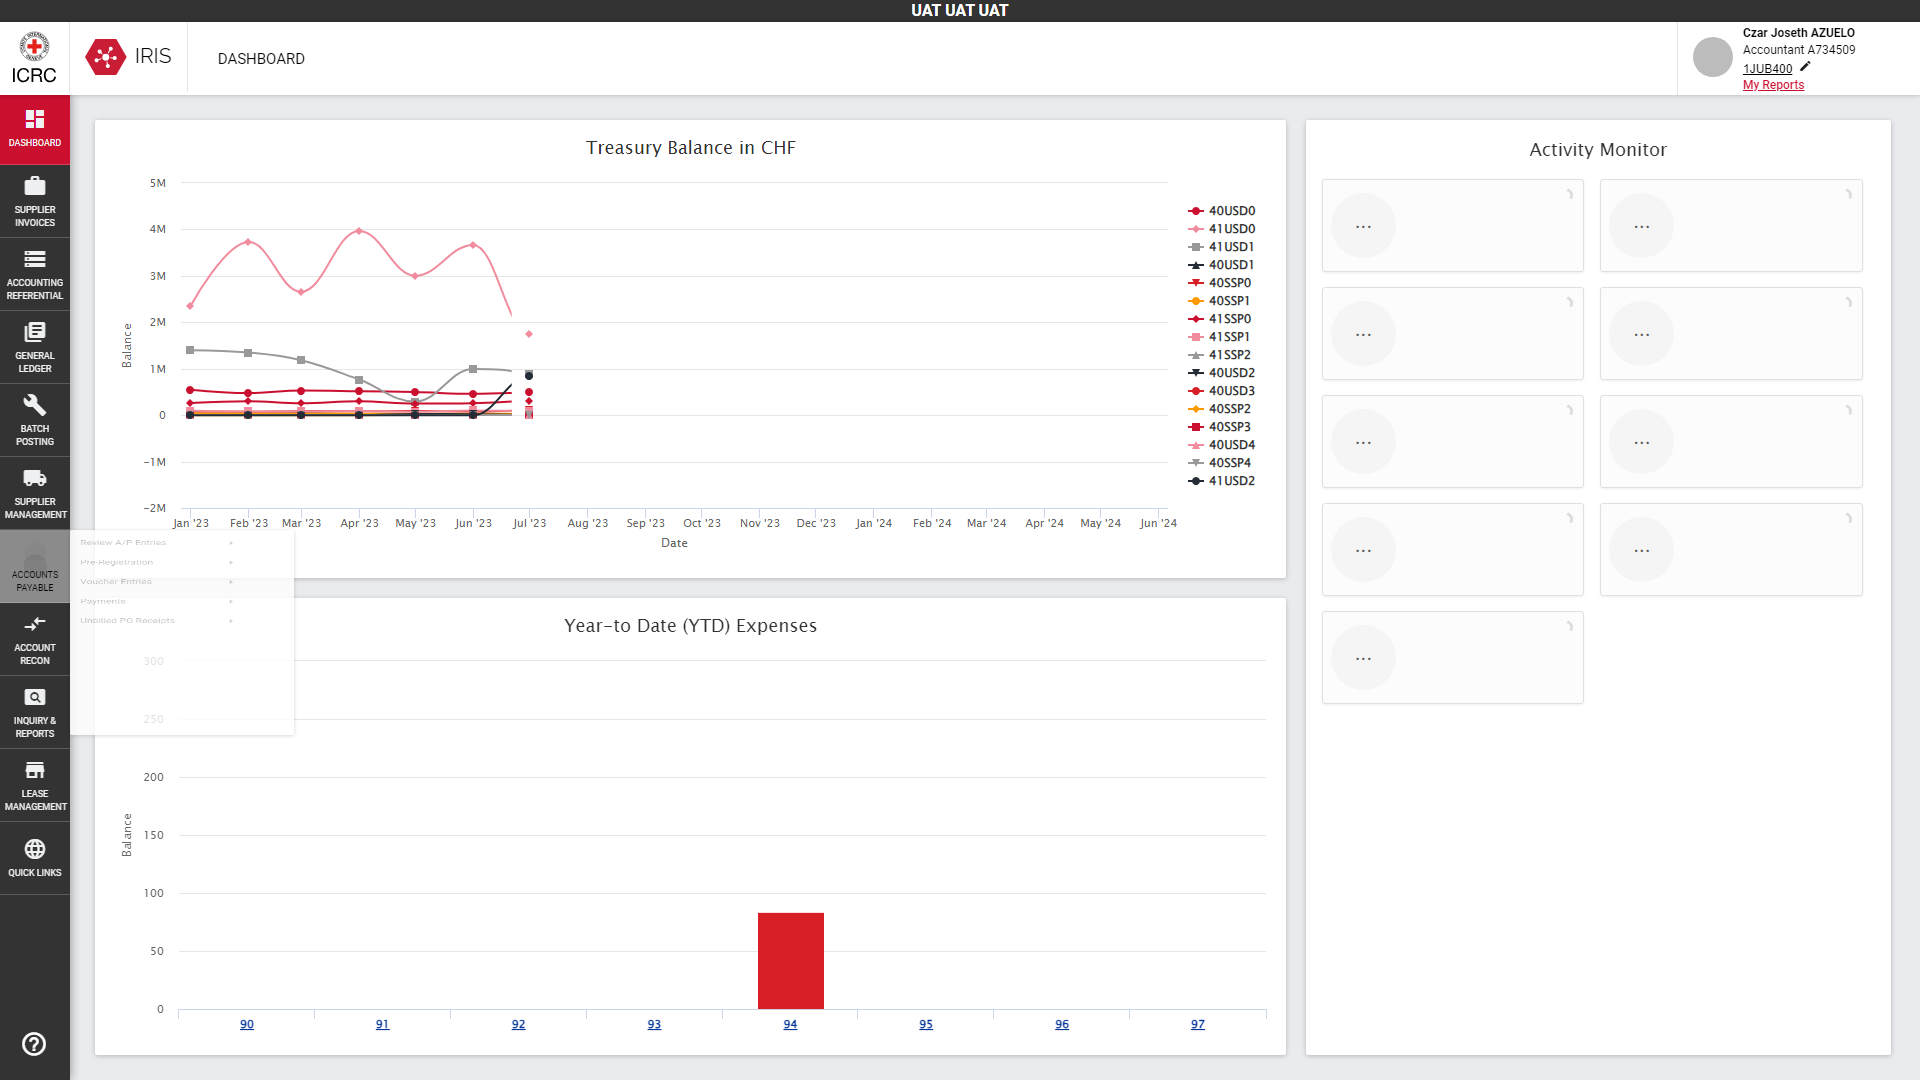 UAT UAT UAT
ICRC
IRIS
DASHBOARD
Czar Joseth AZUELO
Accountant A734509
1JUB400
My Reports
DASHBOARD
SUPPLIER
INVOICES
ACCOUNTING
REFERENTIAL
GENERAL
LEDGER
BATCH
POSTING
SUPPLIER
MANAGEMENT
ACCOUNTS
PAYABLE
ACCOUNT
RECON
INQUIRY &
REPORTS
LEASE
MANAGEMENT
QUICK LINKS
Review A/P Entries
Pre-Registration
Voucher Entries
Payments
Unbilled PO Receipts
Treasury Balance in CHF
Balance
5M
4M
3M
2M
1M
0
-1M
-2M
Jan '23 Feb '23 Mar '23 Apr '23 May '23 Jun '23 Jul '23 Aug '23 Sep '23 Oct '23 Nov '23 Dec '23 Jan '24 Feb '24 Mar '24 Apr '24 May '24 Jun '24
Date
40USD0
41USD0
41USD1
40USD1
40SSP0
40SSP1
41SSP0
41SSP1
41SSP2
40USD2
40USD3
40SSP2
40SSP3
40USD4
40SSP4
41USD2
Year-to Date (YTD) Expenses
Balance
300
250
200
150
100
50
0
90 91 92 93 94 95 96 97
Activity Monitor
... ...
... ...
... ...
... ...
...